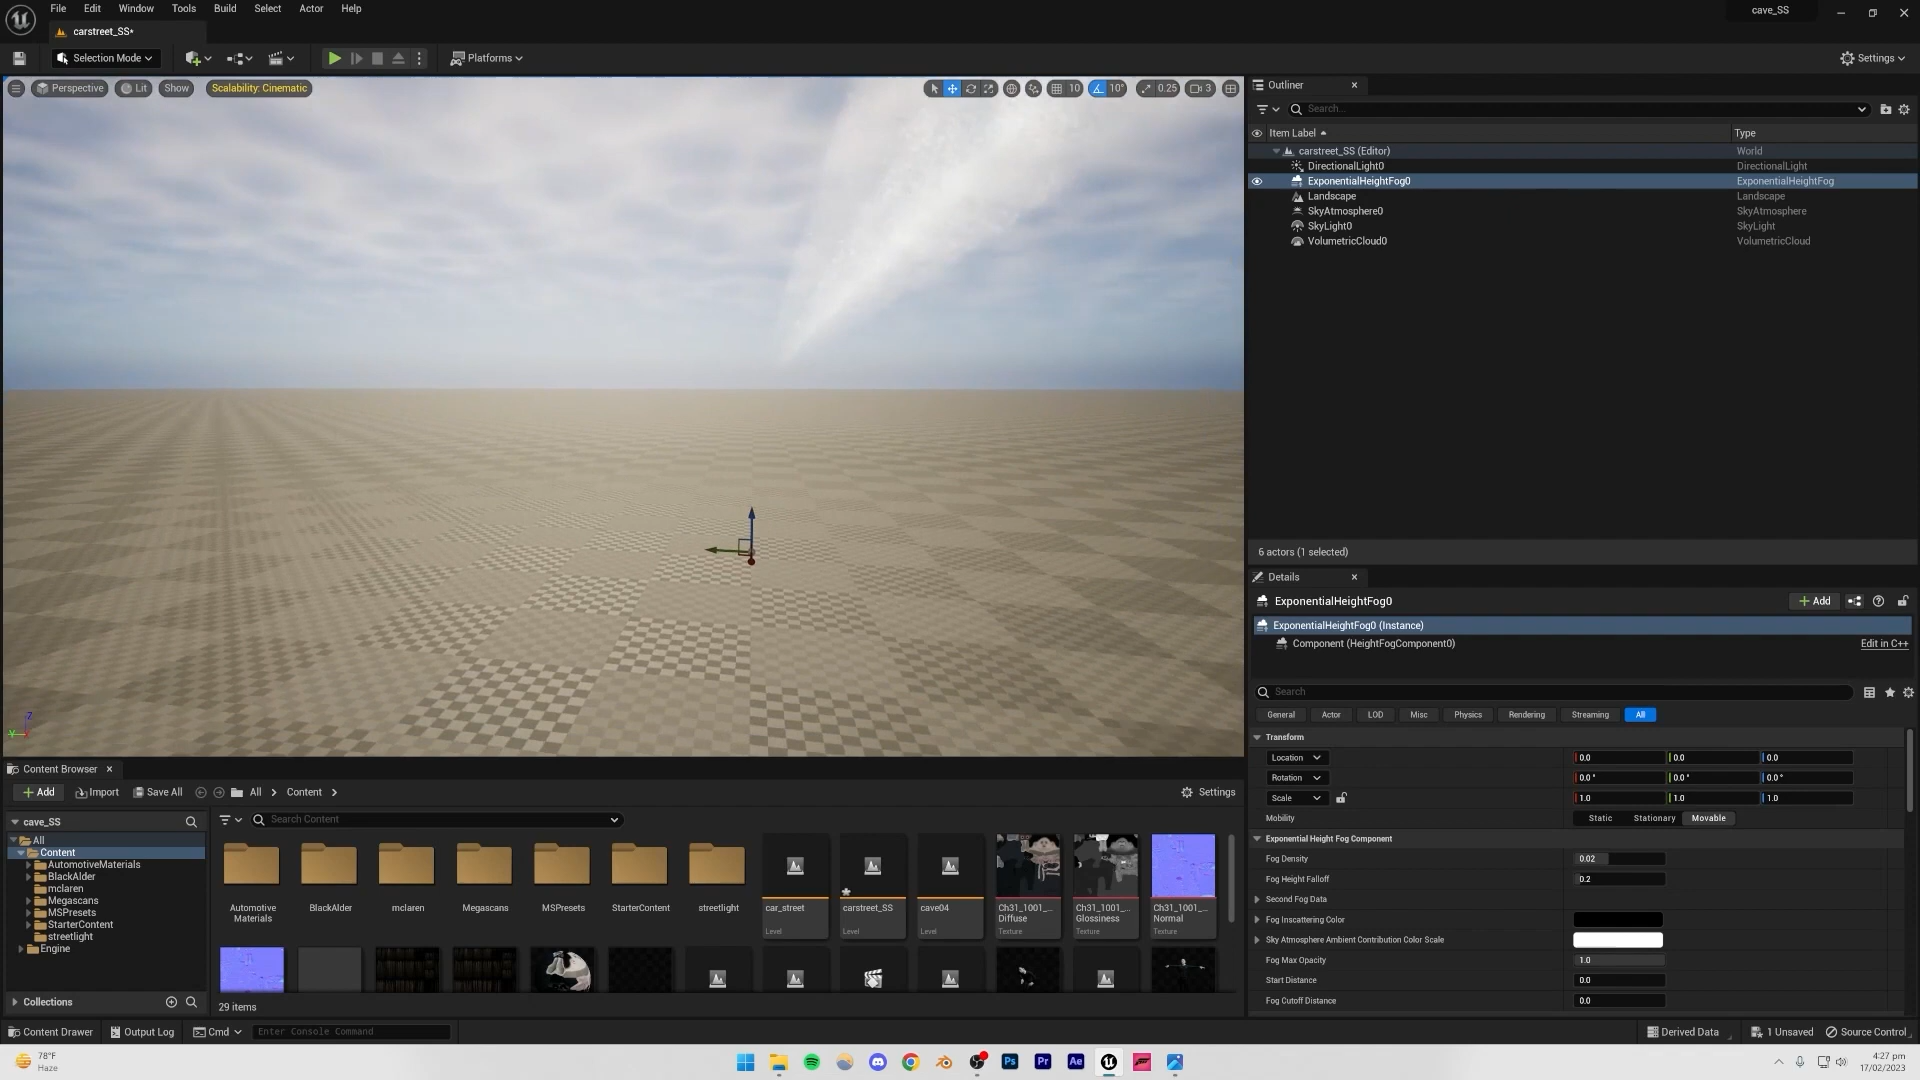 File Edit Window Tools Build Select Actor Help
cave_SS
carstreet_SS*
Selection Mode
Platforms
Settings
Perspective Lit Show Scalability: Cinematic
10 10° 0.25 3
Outliner
Search...
Item Label Type
carstreet_SS (Editor) World
DirectionalLight0 DirectionalLight
ExponentialHeightFog0 ExponentialHeightFog
Landscape Landscape
SkyAtmosphere0 SkyAtmosphere
SkyLight0 SkyLight
VolumetricCloud0 VolumetricCloud
6 actors (1 selected)
Details
ExponentialHeightFog0
Add
ExponentialHeightFog0 (Instance)
Component (HeightFogComponent0) Edit in C++
Search
General Actor LOD Misc Physics Rendering Streaming All
Transform
Location 0.0 0.0 0.0
Rotation 0.0° 0.0° 0.0°
Scale 1.0 1.0 1.0
Mobility Static Stationary Movable
Exponential Height Fog Component
Fog Density 0.02
Fog Height Falloff 0.2
Second Fog Data
Fog Inscattering Color
Sky Atmosphere Ambient Contribution Color Scale
Fog Max Opacity 1.0
Start Distance 0.0
Fog Cutoff Distance 0.0
Z
Y
Content Browser
Add Import Save All All Content Settings
cave_SS
Search Content
All
Content
AutomotiveMaterials
BlackAlder
mclaren
Megascans
MSPresets
StarterContent
streetlight
Engine
Automotive
Materials
BlackAlder
mclaren
Megascans
MSPresets
StarterContent
streetlight
car_street
Level
carstreet_SS
Level
cave04
Level
Ch31_1001_...
Diffuse
Texture
Ch31_1001_...
Glossiness
Texture
Ch31_1001_...
Normal
Texture
Collections
29 items
Content Drawer Output Log Cmd Enter Console Command
Derived Data 1 Unsaved Source Control
78°F
Haze
Ps Pr Ae
4:27 pm
17/02/2023